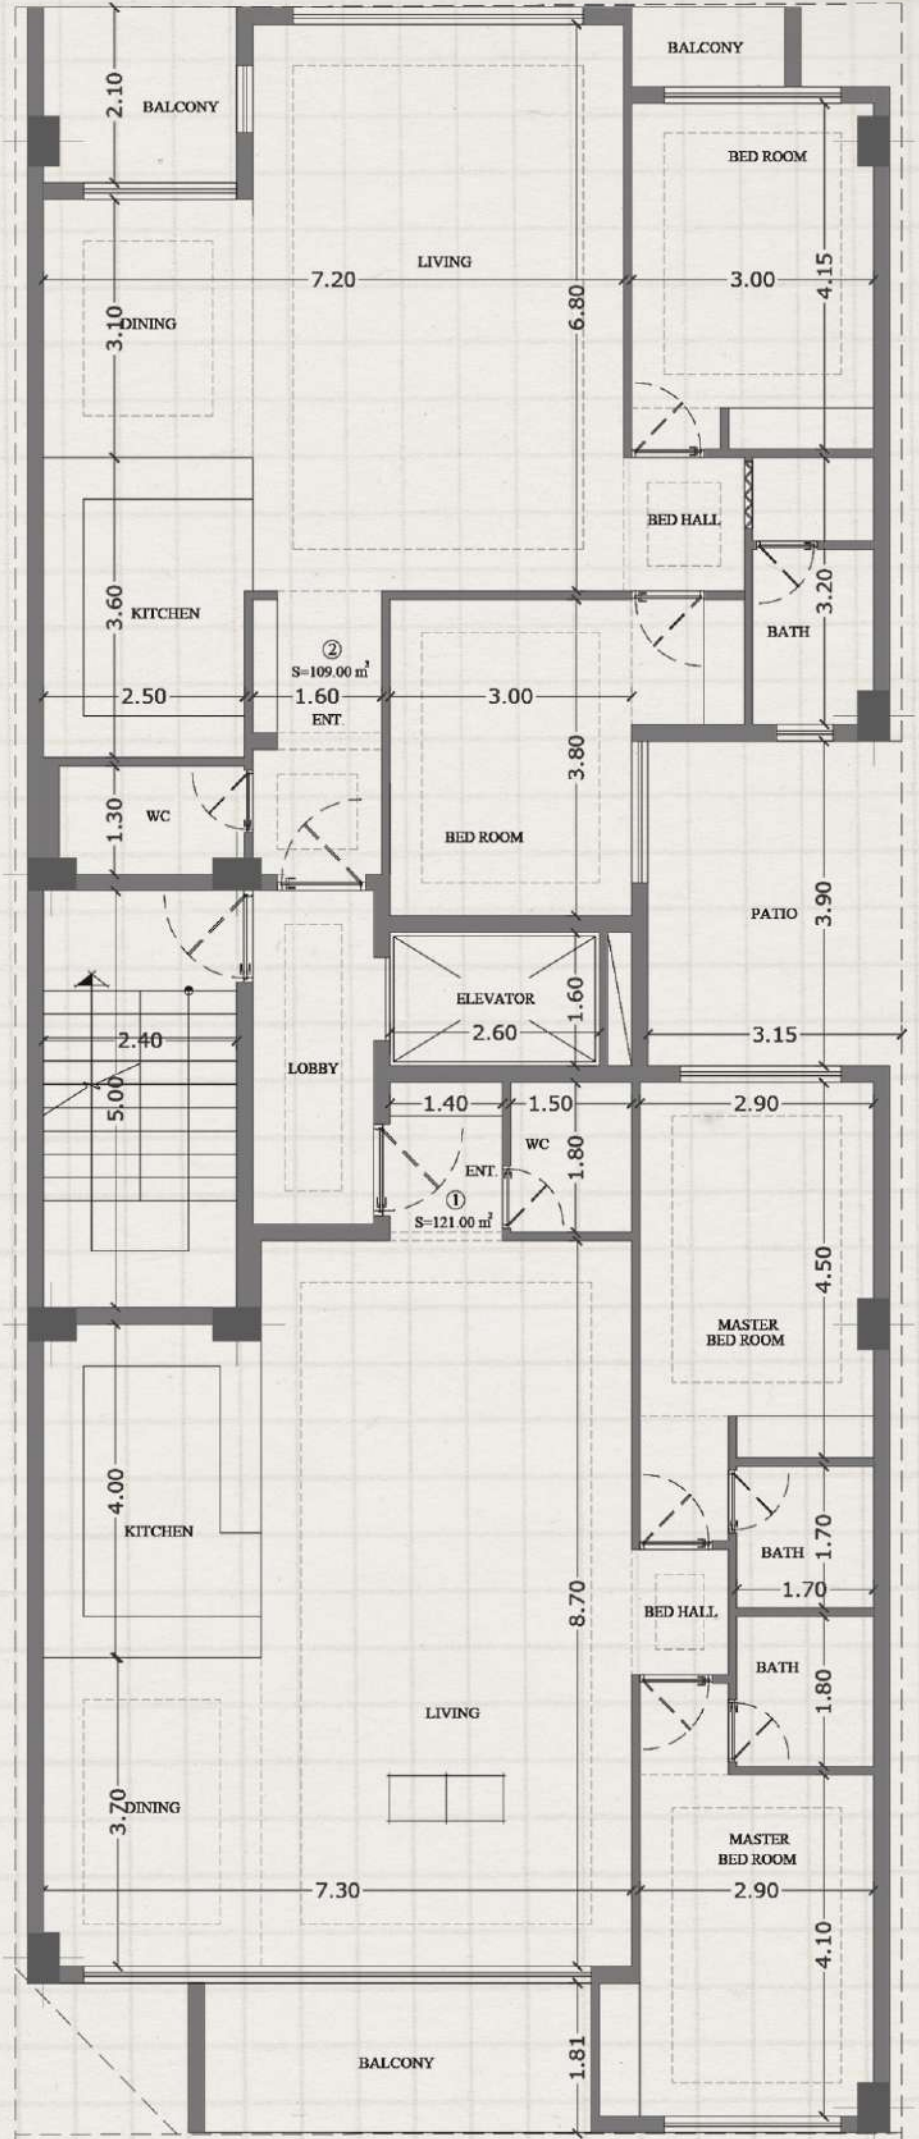 BALCONY
2.10
BALCONY
BED ROOM
LIVING
7.20
3.00
4.15
6.80
3.10
DINING
BED HALL
3.60
KITCHEN
3.20
BATH
②
S=109.00 m²
2.50
1.60
3.00
ENT.
3.80
1.30
WC
BED ROOM
PATIO
3.90
ELEVATOR
1.60
2.60
3.15
2.40
LOBBY
5.00
1.40
1.50
2.90
WC
1.80
ENT.
①
S=121.00 m²
4.50
MASTER
BED ROOM
4.00
KITCHEN
1.70
BATH
1.70
8.70
BED HALL
BATH
1.80
LIVING
3.70
DINING
MASTER
BED ROOM
7.30
2.90
4.10
1.81
BALCONY